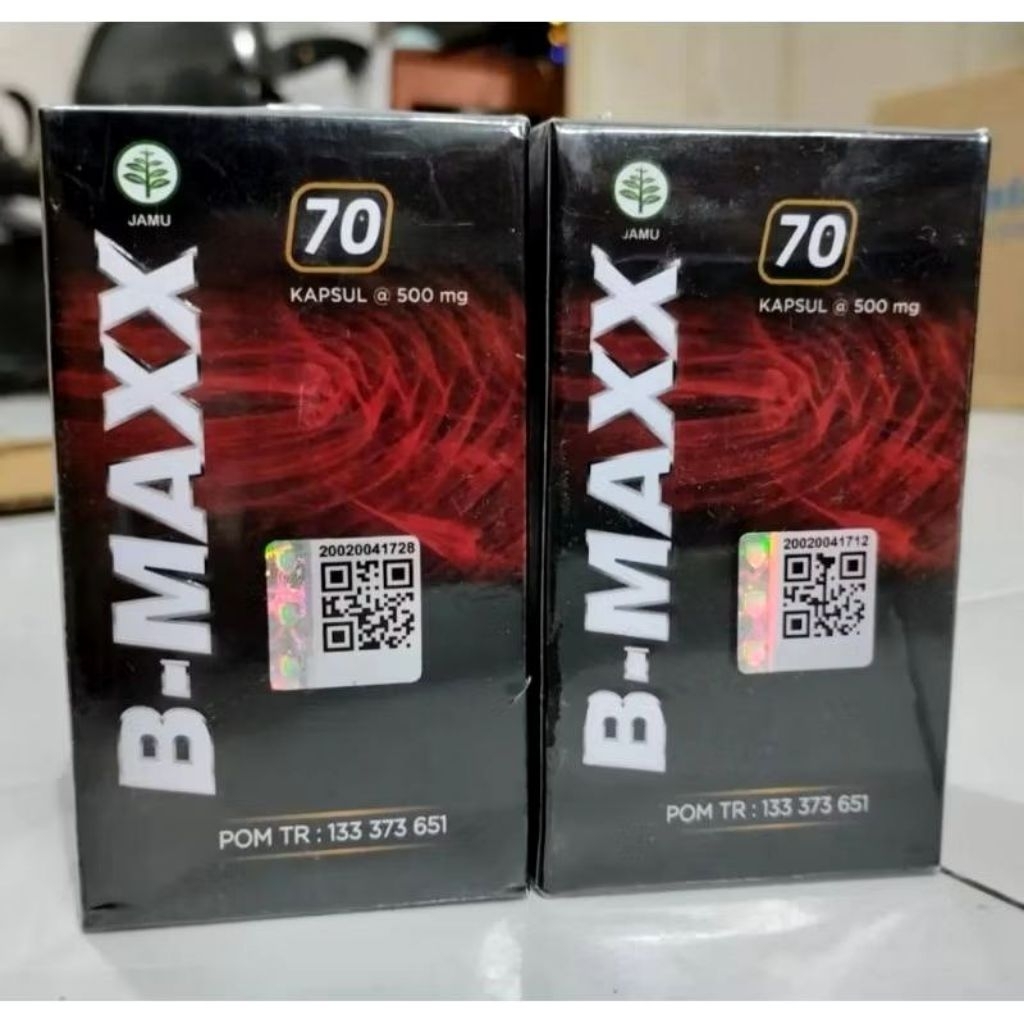 JAMU
70
KAPSUL @ 500 mg
B-MAXX
20020041728
POM TR : 133 373 651
JAMU
70
KAPSUL @ 500 mg
B-MAXX
20020041712
POM TR : 133 373 651